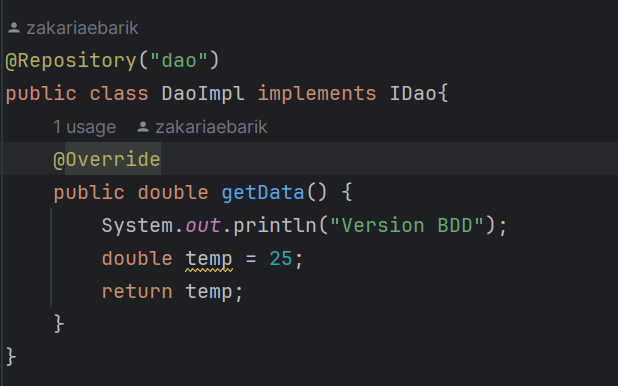 zakariaebarik
@Repository("dao")
public class DaoImpl implements IDao{
1 usage zakariaebarik
@Override
public double getData() {
System.out.println("Version BDD");
double temp = 25;
return temp;
}
}